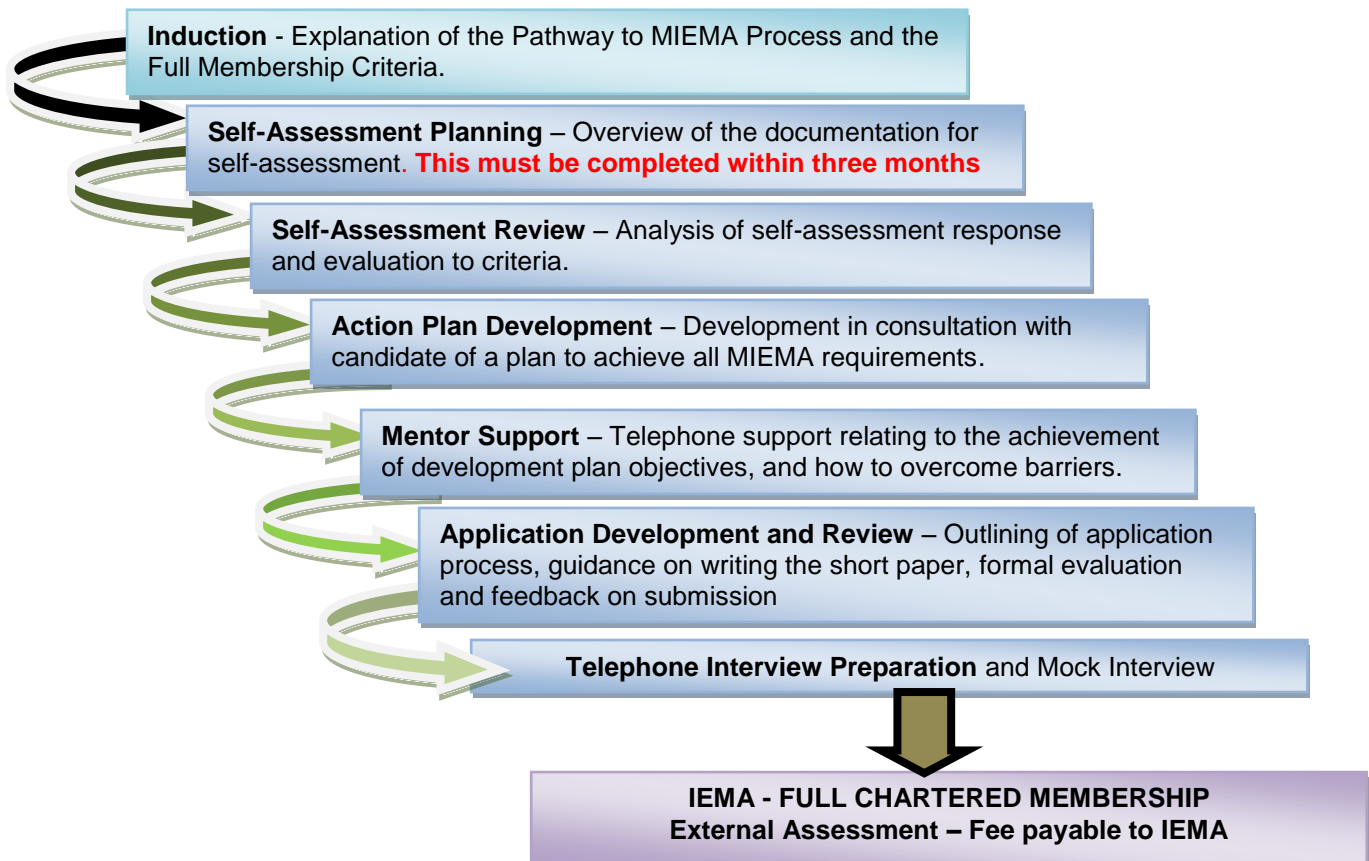 Induction - Explanation of the Pathway to MIEMA Process and the
Full Membership Criteria.
Self-Assessment Planning – Overview of the documentation for
self-assessment. This must be completed within three months
Self-Assessment Review – Analysis of self-assessment response
and evaluation to criteria.
Action Plan Development – Development in consultation with
candidate of a plan to achieve all MIEMA requirements.
Mentor Support – Telephone support relating to the achievement
of development plan objectives, and how to overcome barriers.
Application Development and Review – Outlining of application
process, guidance on writing the short paper, formal evaluation
and feedback on submission
Telephone Interview Preparation and Mock Interview
IEMA - FULL CHARTERED MEMBERSHIP
External Assessment – Fee payable to IEMA